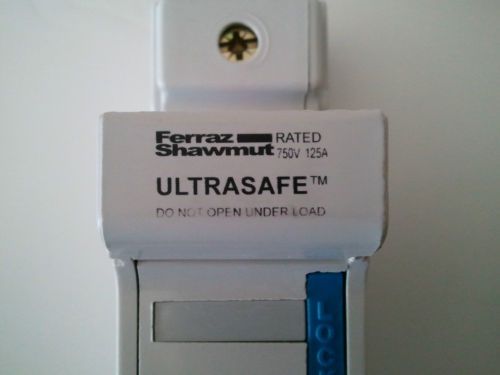 Ferraz RATED
Shawmut 750V 125A
ULTRASAFE™
DO NOT OPEN UNDER LOAD